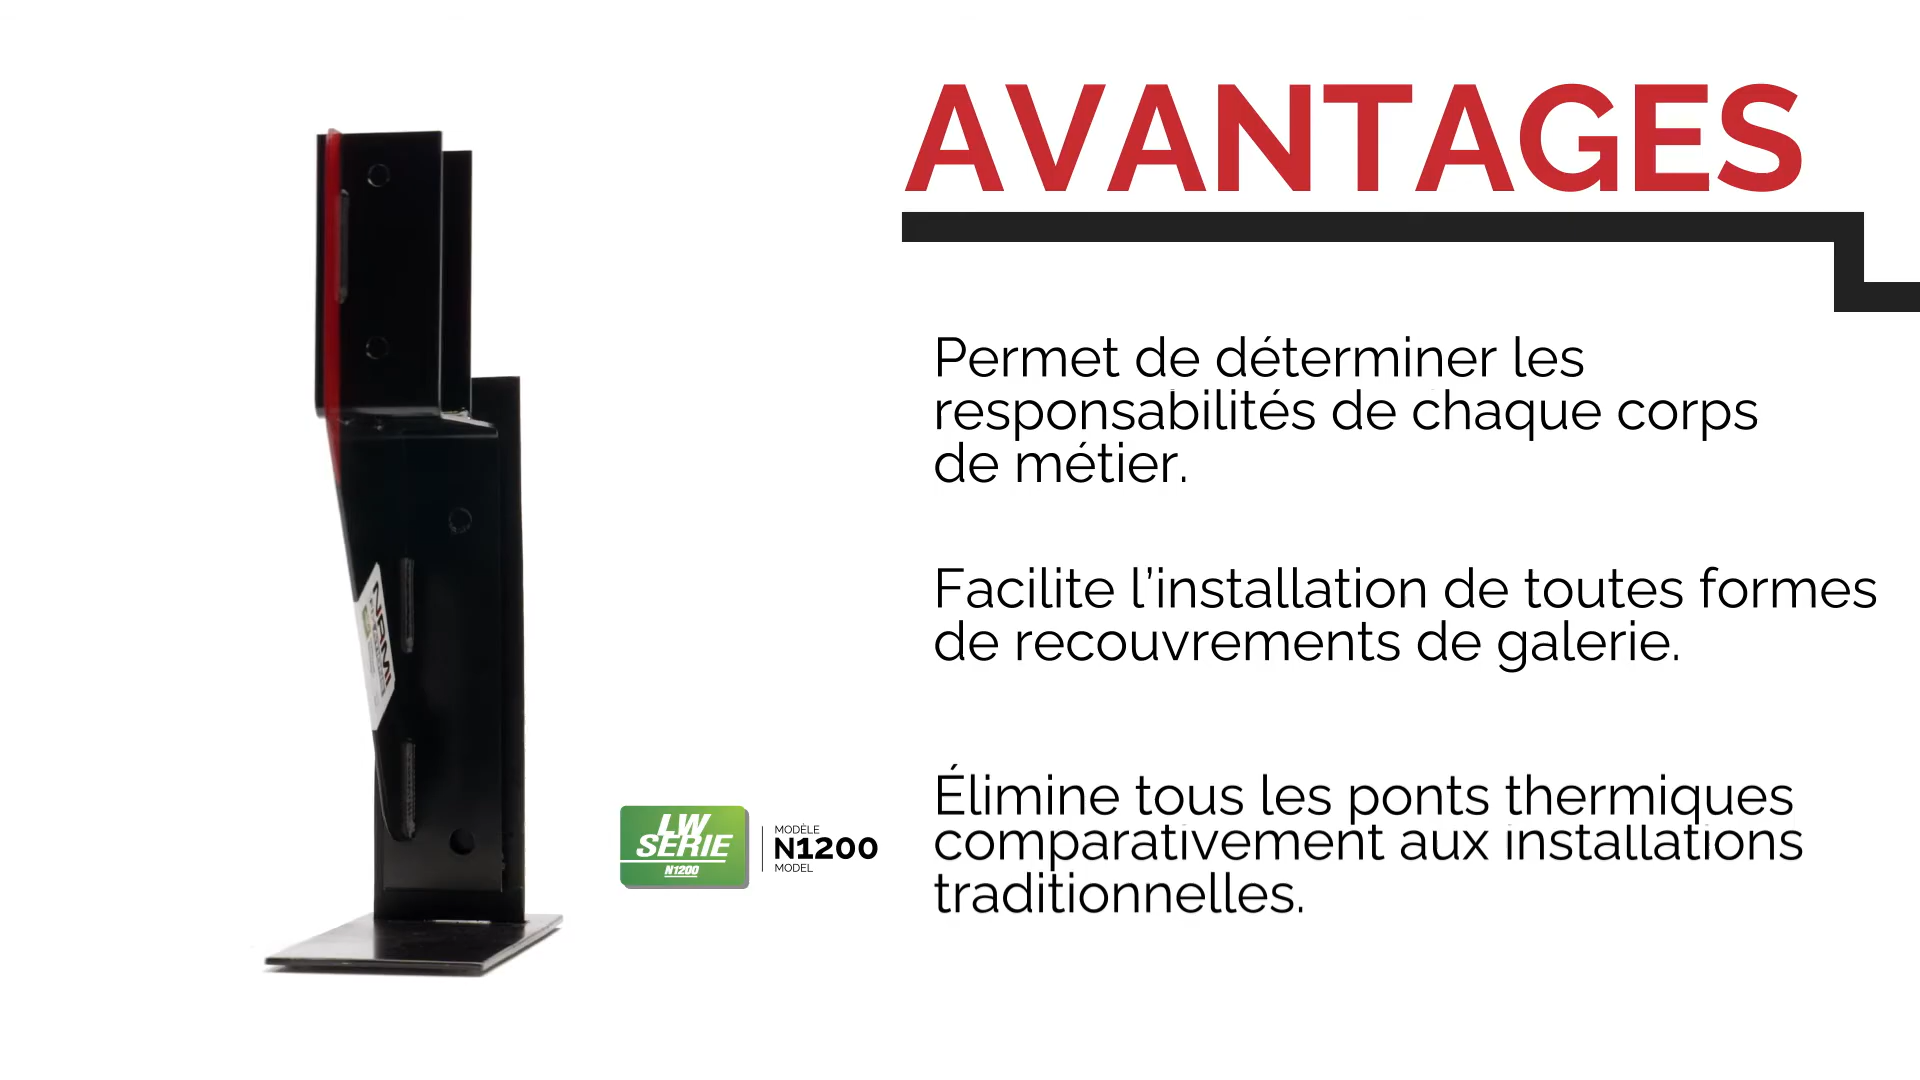 AVANTAGES
Permet de déterminer les
responsabilités de chaque corps
de métier.
Facilite l’installation de toutes formes
de recouvrements de galerie.
Élimine tous les ponts thermiques
comparativement aux installations
traditionnelles.
LW
SERIE
N1200
MODÈLE
N1200
MODEL